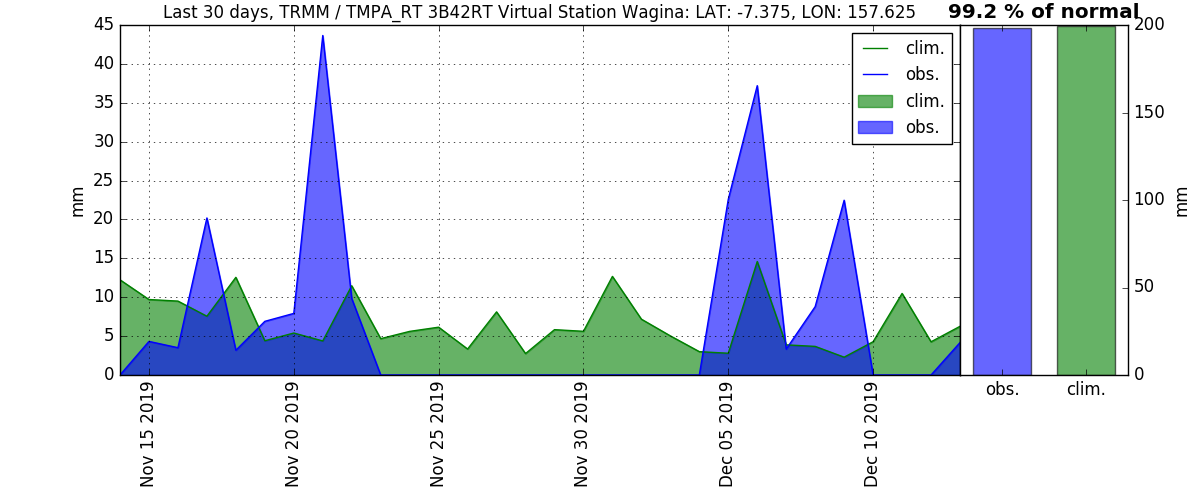 Last 30 days, TRMM / TMPA_RT 3B42RT Virtual Station Wagina: LAT: -7.375, LON: 157.625
99.2 % of normal
45
40
35
30
25
20
15
10
5
0
mm
clim.
obs.
clim.
obs.
Nov 15 2019
Nov 20 2019
Nov 25 2019
Nov 30 2019
Dec 05 2019
Dec 10 2019
200
150
100
50
0
mm
obs.
clim.